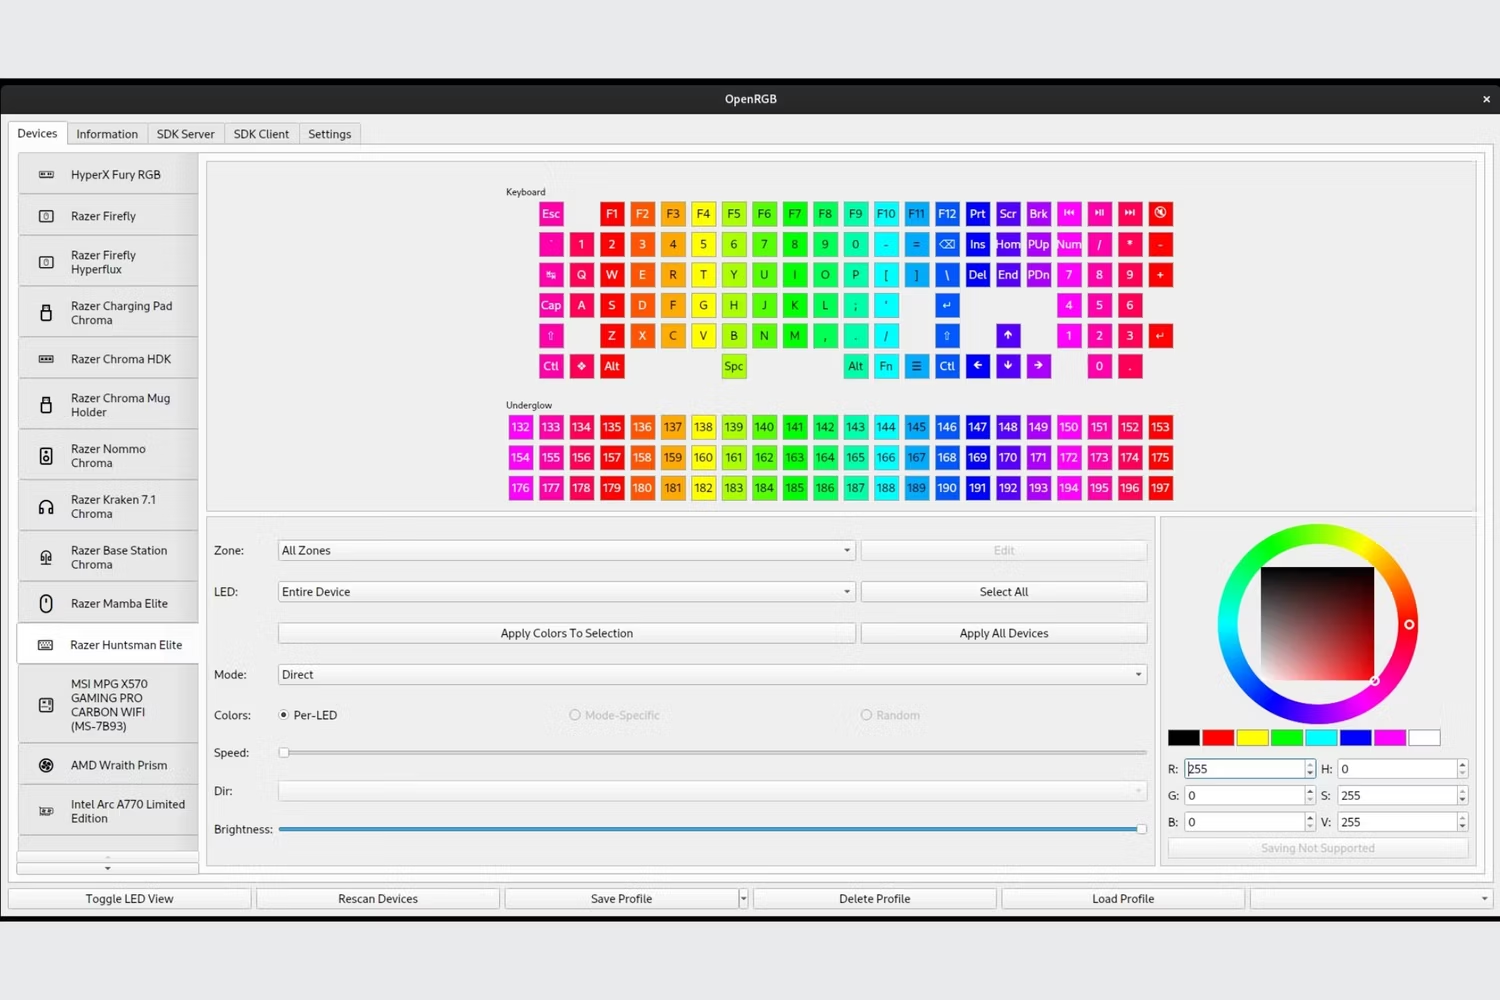 OpenRGB
Devices Information SDK Server SDK Client Settings
HyperX Fury RGB
Razer Firefly
Razer Firefly
Hyperflux
Razer Charging Pad
Chroma
Razer Chroma HDK
Razer Chroma Mug
Holder
Razer Nommo
Chroma
Razer Kraken 7.1
Chroma
Razer Base Station
Chroma
Razer Mamba Elite
Razer Huntsman Elite
MSI MPG X570
GAMING PRO
CARBON WIFI
(MS-7B93)
AMD Wraith Prism
Intel Arc A770 Limited
Edition
Keyboard
Esc F1 F2 F3 F4 F5 F6 F7 F8 F9 F10 F11 F12 Prt Scr Brk
` 1 2 3 4 5 6 7 8 9 0 - = Ins Hom PUp Num / * -
Q W E R T Y U I O P [ ] \ Del End PDn 7 8 9 +
Cap A S D F G H J K L ; ' 4 5 6
Z X C V B N M , . / 1 2 3
Ctl Alt Spc Alt Fn Ctl 0 .
Underglow
132 133 134 135 136 137 138 139 140 141 142 143 144 145 146 147 148 149 150 151 152 153
154 155 156 157 158 159 160 161 162 163 164 165 166 167 168 169 170 171 172 173 174 175
176 177 178 179 180 181 182 183 184 185 186 187 188 189 190 191 192 193 194 195 196 197
Zone: All Zones Edit
LED: Entire Device Select All
Apply Colors To Selection Apply All Devices
Mode: Direct
Colors: Per-LED Mode-Specific Random
Speed:
Dir:
Brightness:
R: 255 H: 0
G: 0 S: 255
B: 0 V: 255
Saving Not Supported
Toggle LED View Rescan Devices Save Profile Delete Profile Load Profile